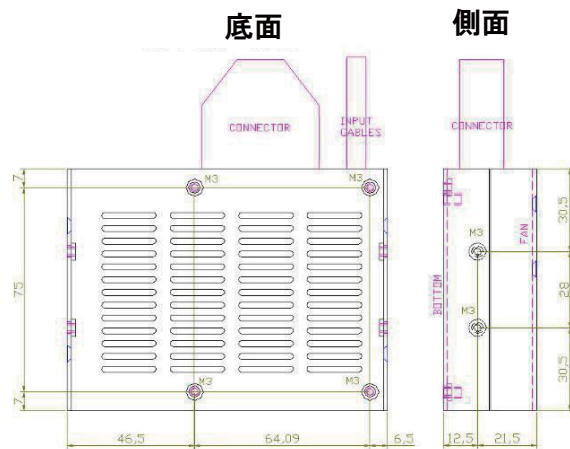 底面 側面
CONNECTOR
INPUT
CABLES
CONNECTOR
7
M3 M3
30,5
M3
FAN
75
28
BOTTOM
M3
M3 M3
30,5
7
46,5 64,09 6,5 12,5 21,5